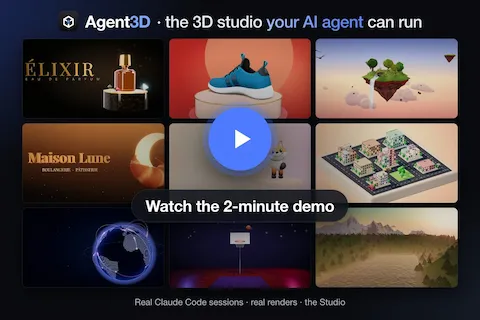 Agent3D · the 3D studio your AI agent can run
ÉLIXIR
EAU DE PARFUM
Maison Lune
BOULANGERIE · PÂTISSERIE
Watch the 2-minute demo
Real Claude Code sessions · real renders · the Studio